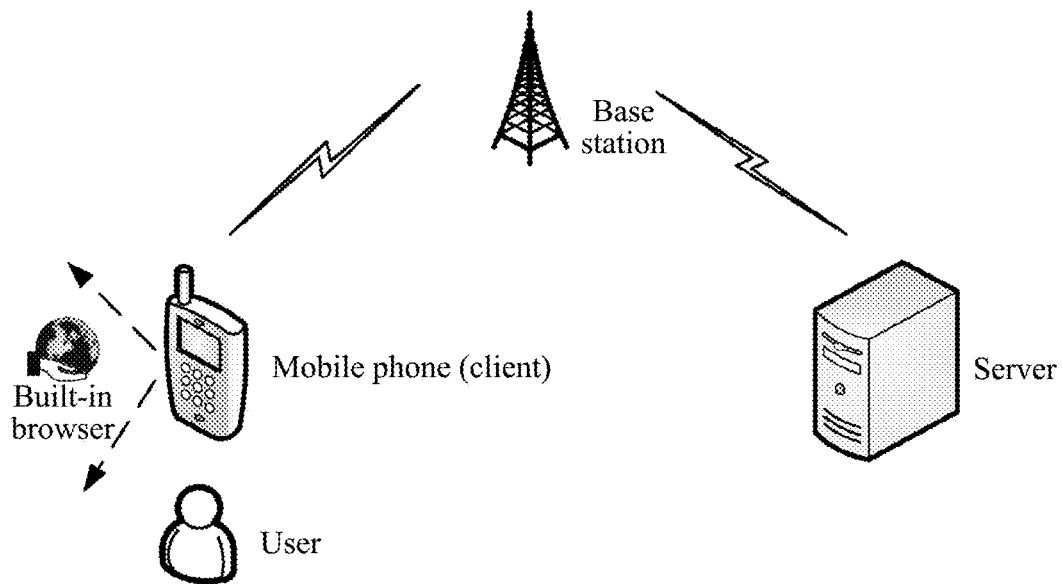 Base
station
Mobile phone (client)
Server
Built-in
browser
User